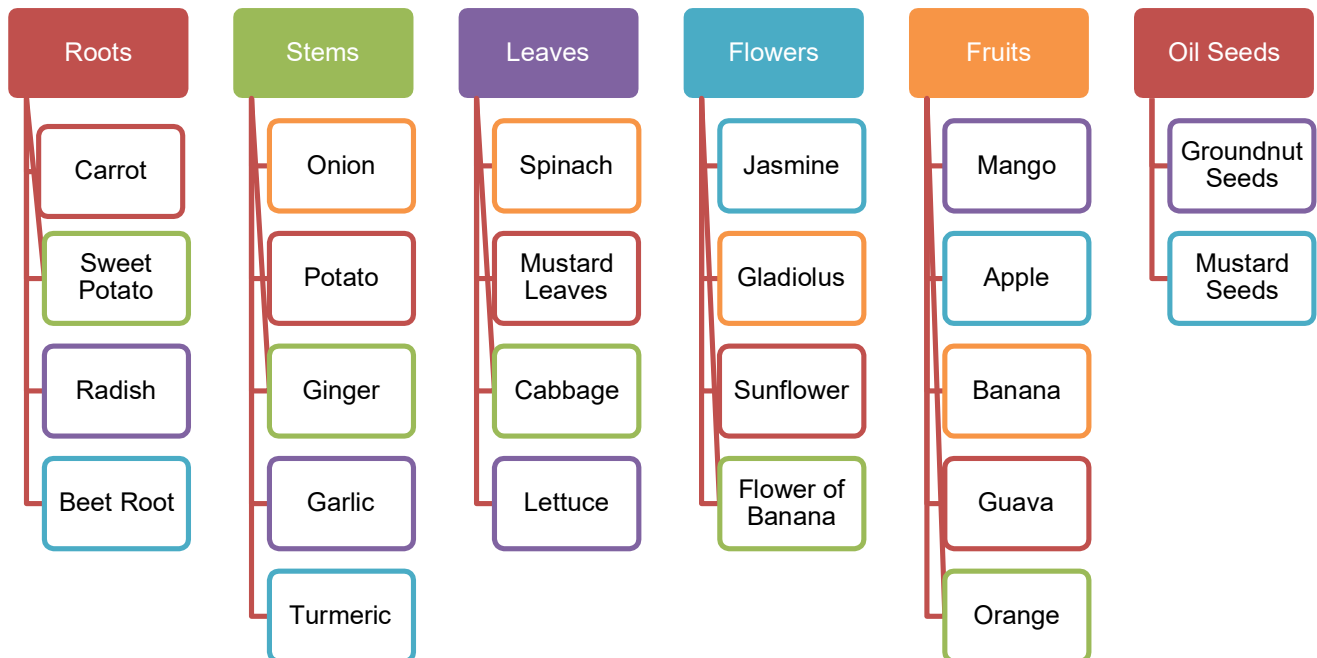 Roots
Carrot
Sweet
Potato
Radish
Beet Root
Stems
Onion
Potato
Ginger
Garlic
Turmeric
Leaves
Spinach
Mustard
Leaves
Cabbage
Lettuce
Flowers
Jasmine
Gladiolus
Sunflower
Flower of
Banana
Fruits
Mango
Apple
Banana
Guava
Orange
Oil Seeds
Groundnut
Seeds
Mustard
Seeds